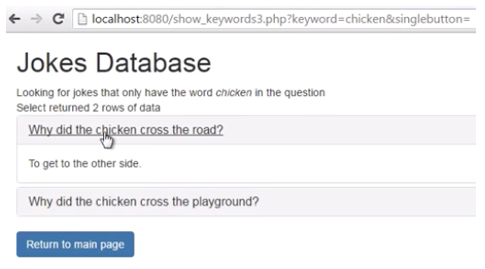 localhost:8080/show_keywords3.php?keyword=chicken&singlebutton=
Jokes Database
Looking for jokes that only have the word chicken in the question
Select returned 2 rows of data
Why did the chicken cross the road?
To get to the other side.
Why did the chicken cross the playground?
Return to main page